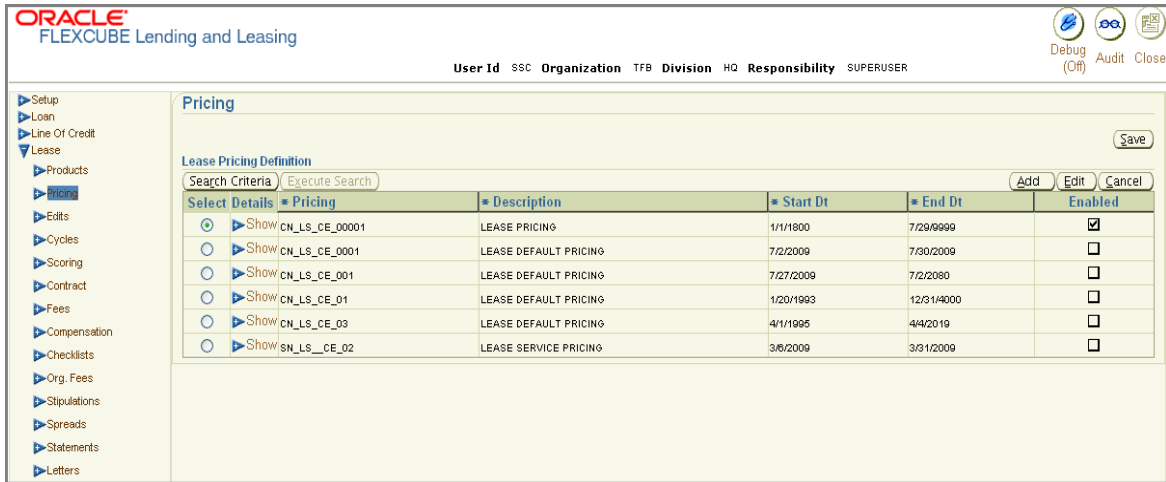 ORACLE®
FLEXCUBE Lending and Leasing
Debug (Off)
Audit
Close
User Id SSC Organization TFB Division HQ Responsibility SUPERUSER
Setup
Loan
Line Of Credit
Lease
Products
Pricing
Edits
Cycles
Scoring
Contract
Fees
Compensation
Checklists
Org. Fees
Stipulations
Spreads
Statements
Letters
Pricing
Save
Lease Pricing Definition
Search Criteria Execute Search Add Edit Cancel
Select Details * Pricing * Description * Start Dt * End Dt Enabled
Show CN_LS_CE_00001 LEASE PRICING 1/1/1800 7/29/9999
Show CN_LS_CE_0001 LEASE DEFAULT PRICING 7/2/2009 7/30/2009
Show CN_LS_CE_001 LEASE DEFAULT PRICING 7/27/2009 7/2/2080
Show CN_LS_CE_01 LEASE DEFAULT PRICING 1/20/1993 12/31/4000
Show CN_LS_CE_03 LEASE DEFAULT PRICING 4/1/1995 4/4/2019
Show SN_LS__CE_02 LEASE SERVICE PRICING 3/6/2009 3/31/2009